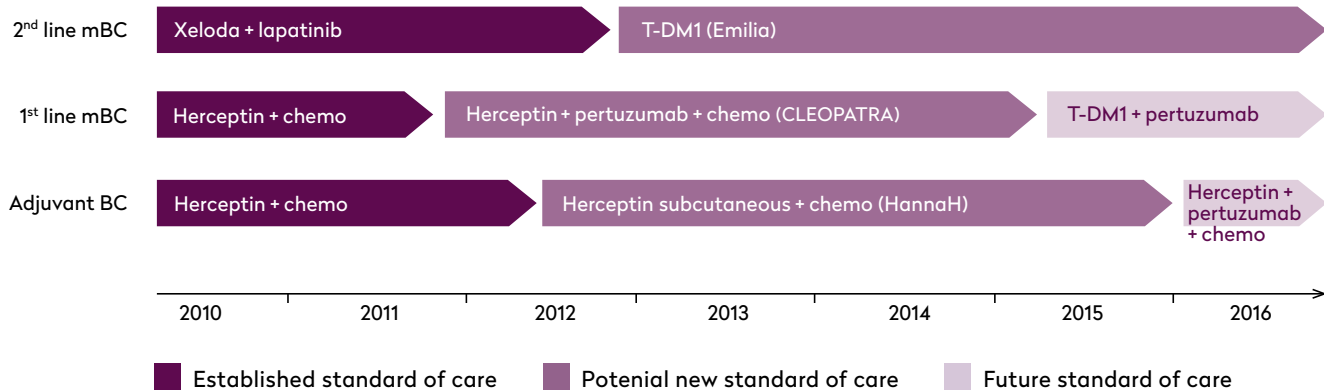 2nd line mBC
Xeloda + lapatinib
T-DM1 (Emilia)
1st line mBC
Herceptin + chemo
Herceptin + pertuzumab + chemo (CLEOPATRA)
T-DM1 + pertuzumab
Adjuvant BC
Herceptin + chemo
Herceptin subcutaneous + chemo (HannaH)
Herceptin +
pertuzumab
+ chemo
2010 2011 2012 2013 2014 2015 2016
Established standard of care
Potenial new standard of care
Future standard of care